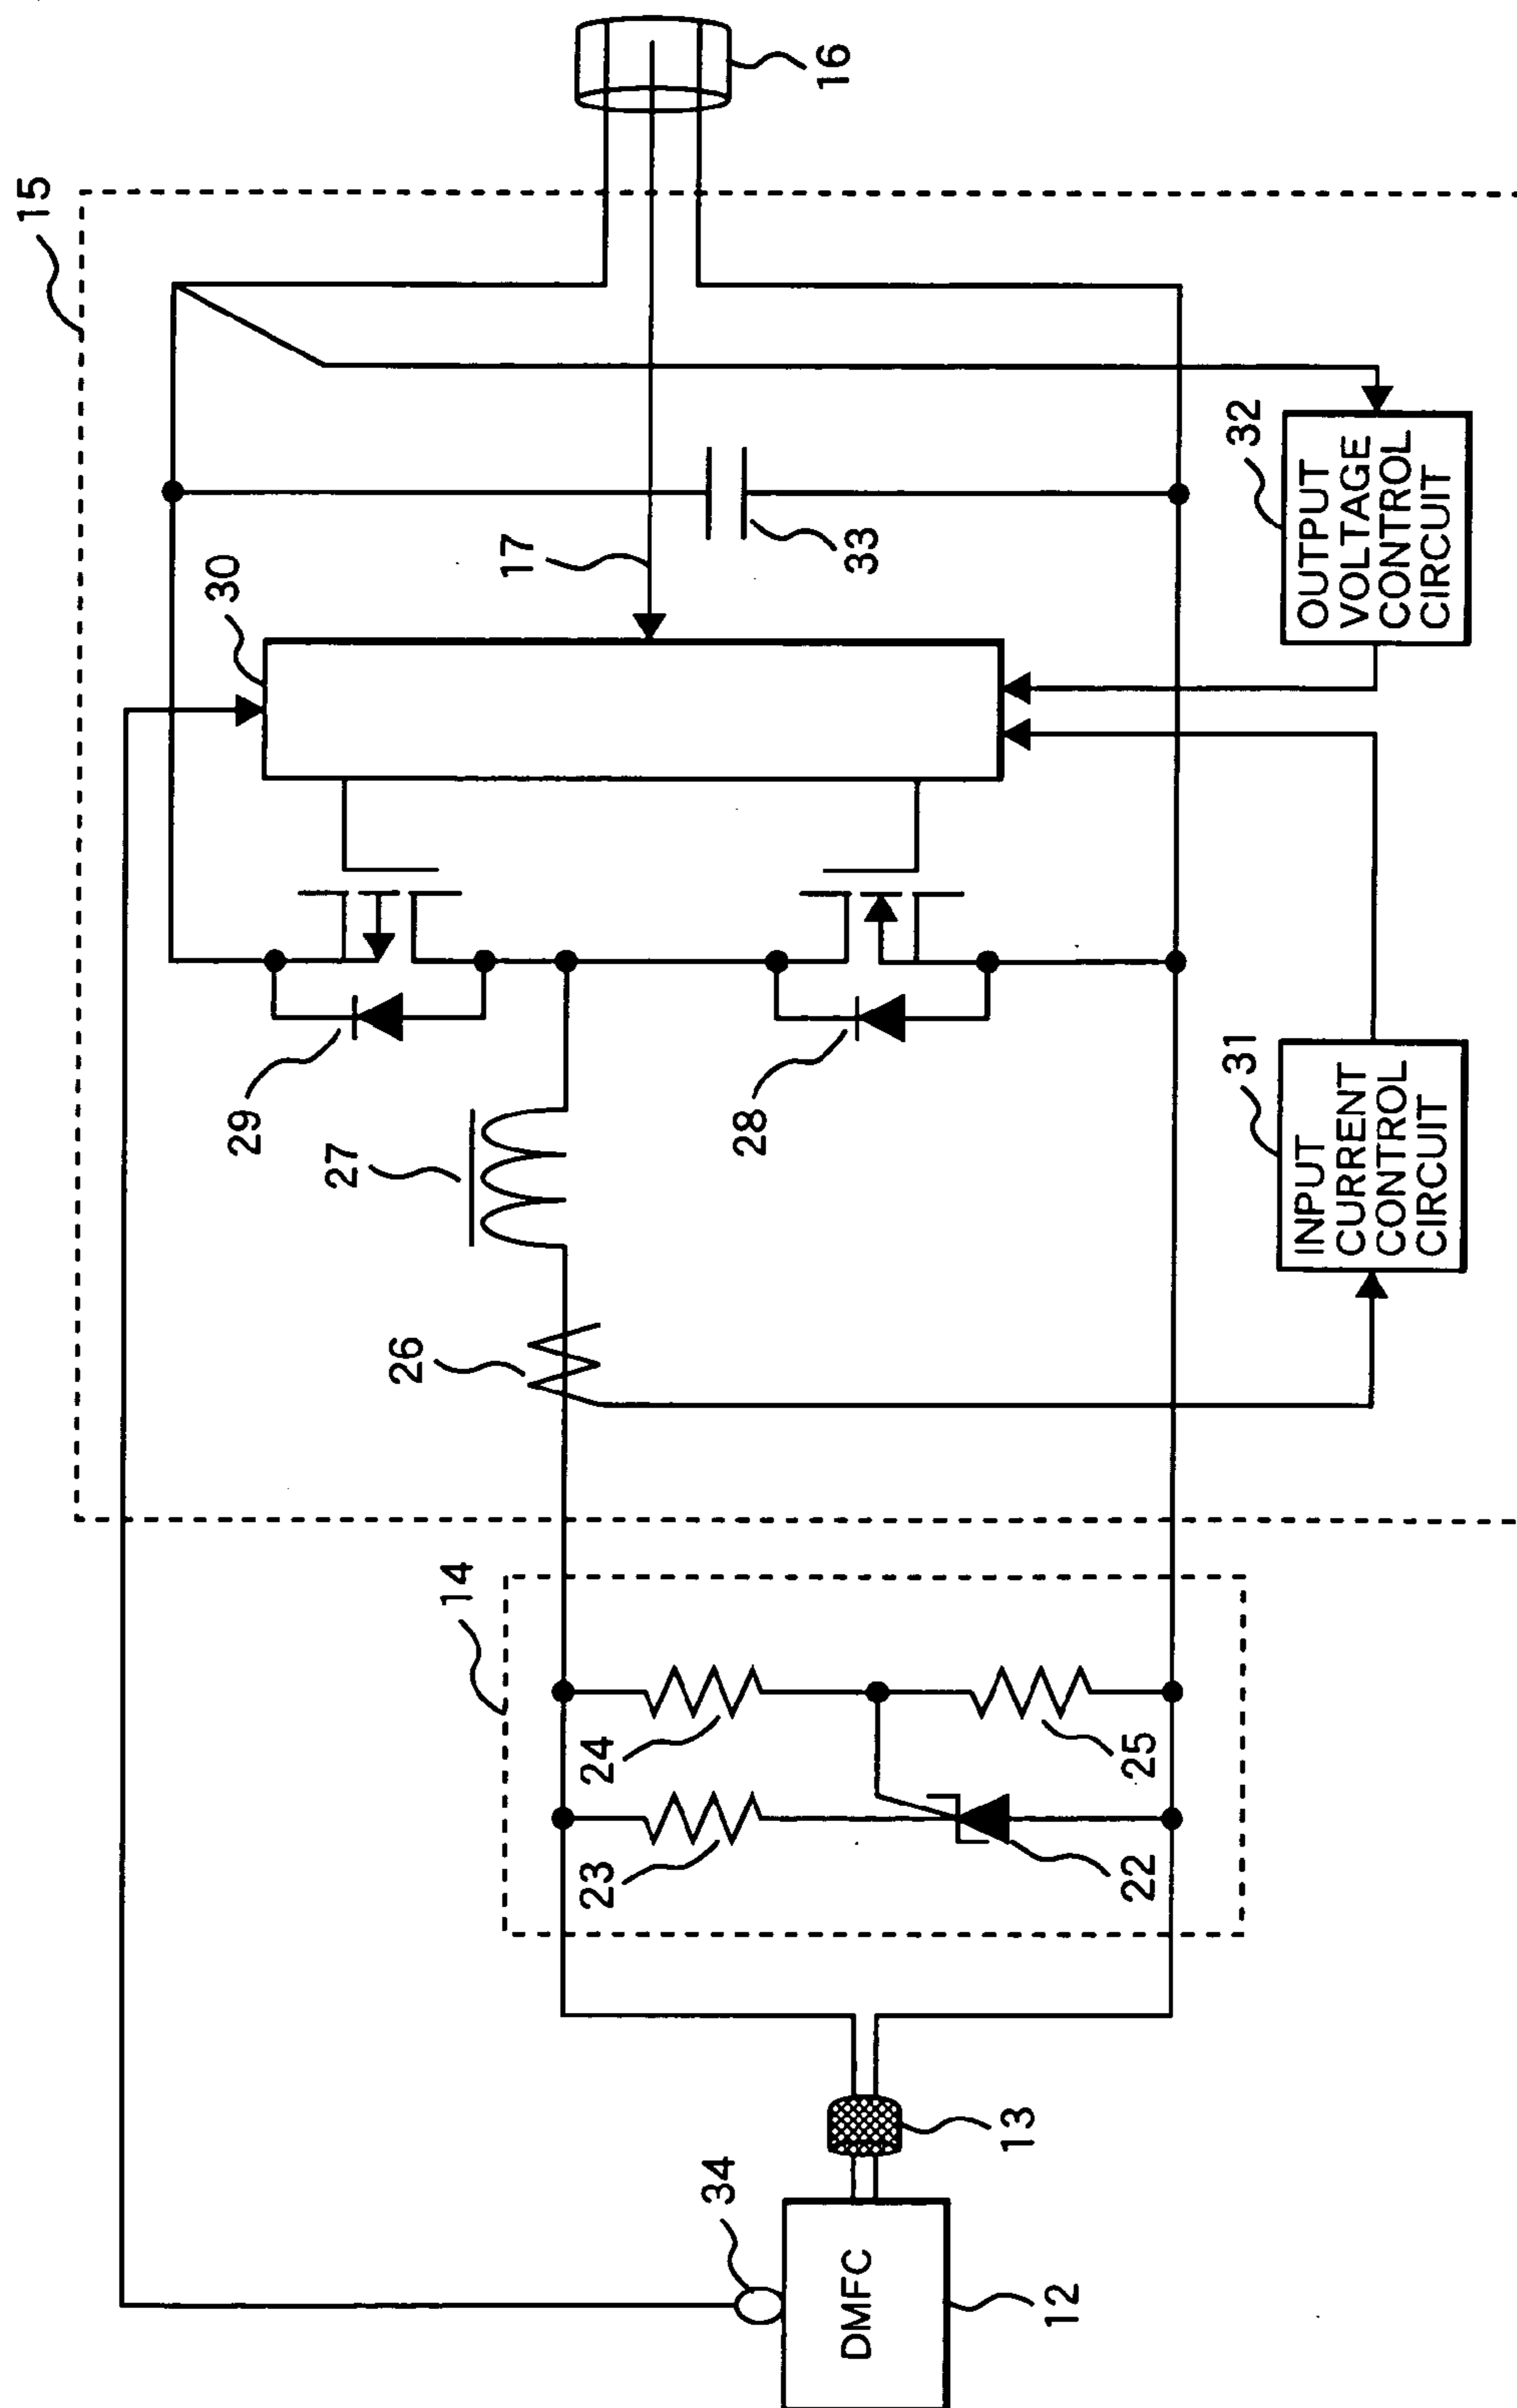 15
16
30
17
33
32
OUTPUT
VOLTAGE
CONTROL
CIRCUIT
29
27
28
31
INPUT
CURRENT
CONTROL
CIRCUIT
26
14
24
25
23
22
34
13
DMFC
12